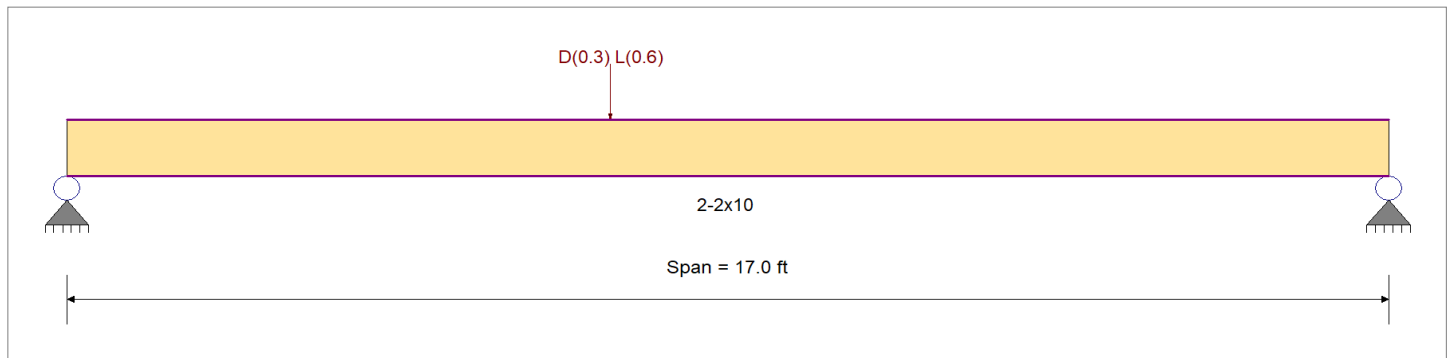 D(0.3) L(0.6)
2-2x10
Span = 17.0 ft